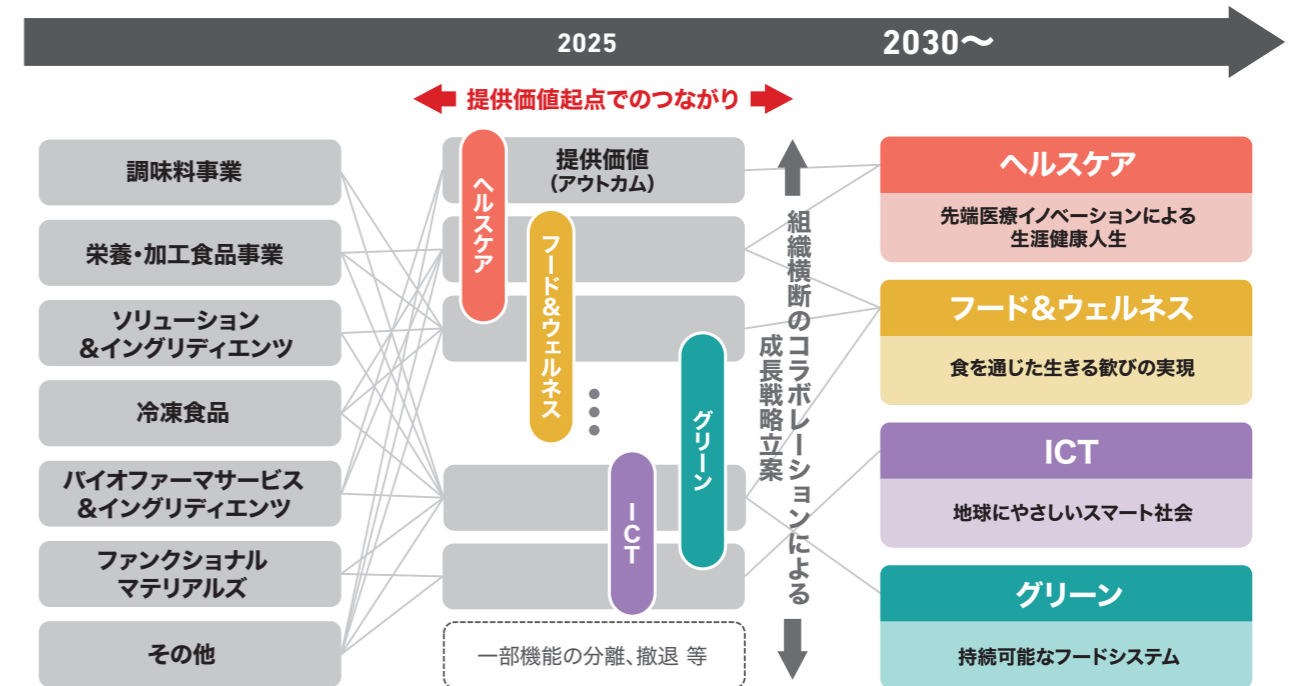 2025
2030〜
提供価値起点でのつながり
調味料事業
栄養・加工食品事業
ソリューション
&イングリディエンツ
冷凍食品
バイオファーマサービス
&イングリディエンツ
ファンクショナル
マテリアルズ
その他
提供価値
(アウトカム)
ヘルスケア
フード&ウェルネス
グリーン
ICT
一部機能の分離、撤退 等
組織横断のコラボレーションによる
成長戦略立案
ヘルスケア
先端医療イノベーションによる
生涯健康人生
フード&ウェルネス
食を通じた生きる歓びの実現
ICT
地球にやさしいスマート社会
グリーン
持続可能なフードシステム